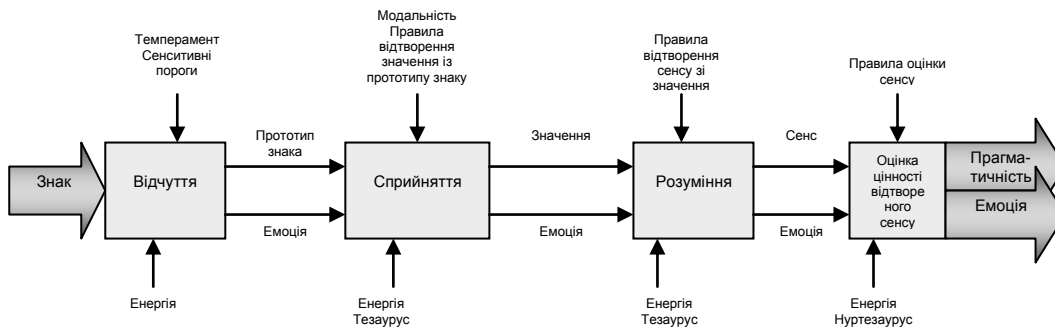 Темперамент
Сенситивні
пороги
Модальність
Правила
відтворення
значення із
прототипу знаку
Правила
відтворення
сенсу зі
значення
Правила оцінки
сенсу
Прототип
знака
Значення
Сенс
Знак
Відчуття
Сприйняття
Розуміння
Оцінка
цінності
відтворе
ного
сенсу
Прагма-
тичність
Емоція
Емоція
Емоція
Емоція
Енергія
Енергія
Тезаурус
Енергія
Тезаурус
Енергія
Нуртезаурус